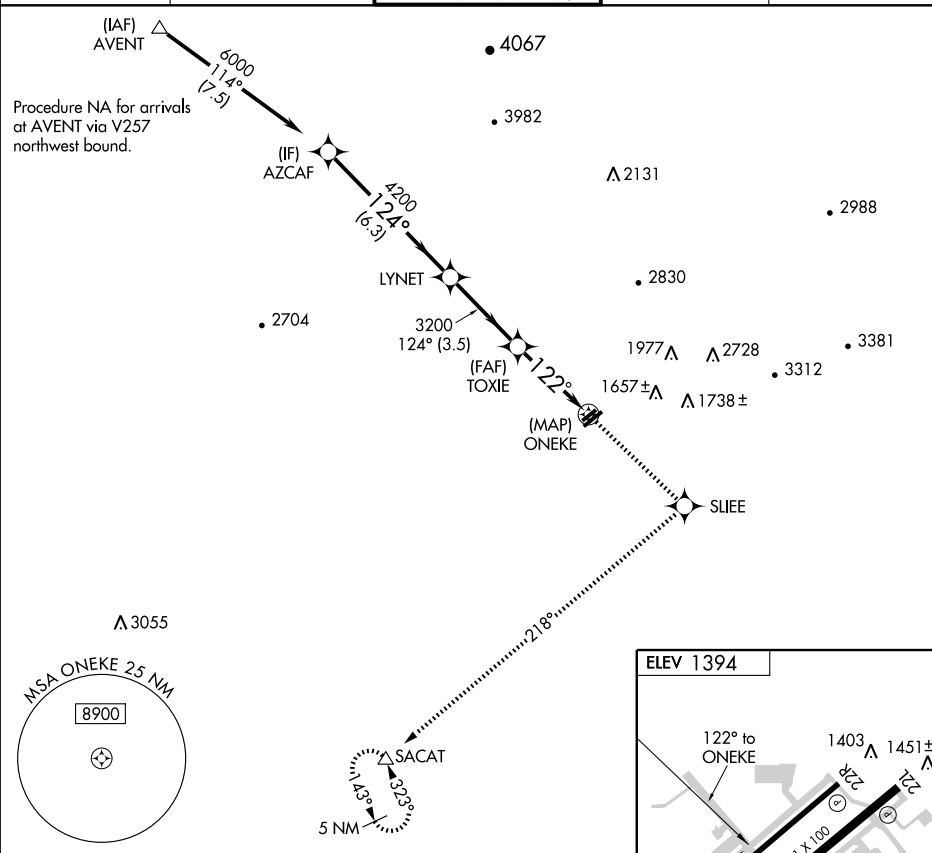 (IAF)
AVENT
6000
114°
(7.5)
4067
Procedure NA for arrivals
at AVENT via V257
northwest bound.
3982
(IF)
AZCAF
2131
4200
124°
(6.3)
2988
LYNET
2830
2704
3200
124° (3.5)
(FAF)
TOXIE
122°
1977
2728
3381
3312
1657±
1738±
(MAP)
ONEKE
SLIEE
218°
3055
MSA ONEKE 25 NM
8900
ELEV 1394
122° to
ONEKE
1403
1451±
22R
22L
P
P
X 100
SACAT
143°
323°
5 NM